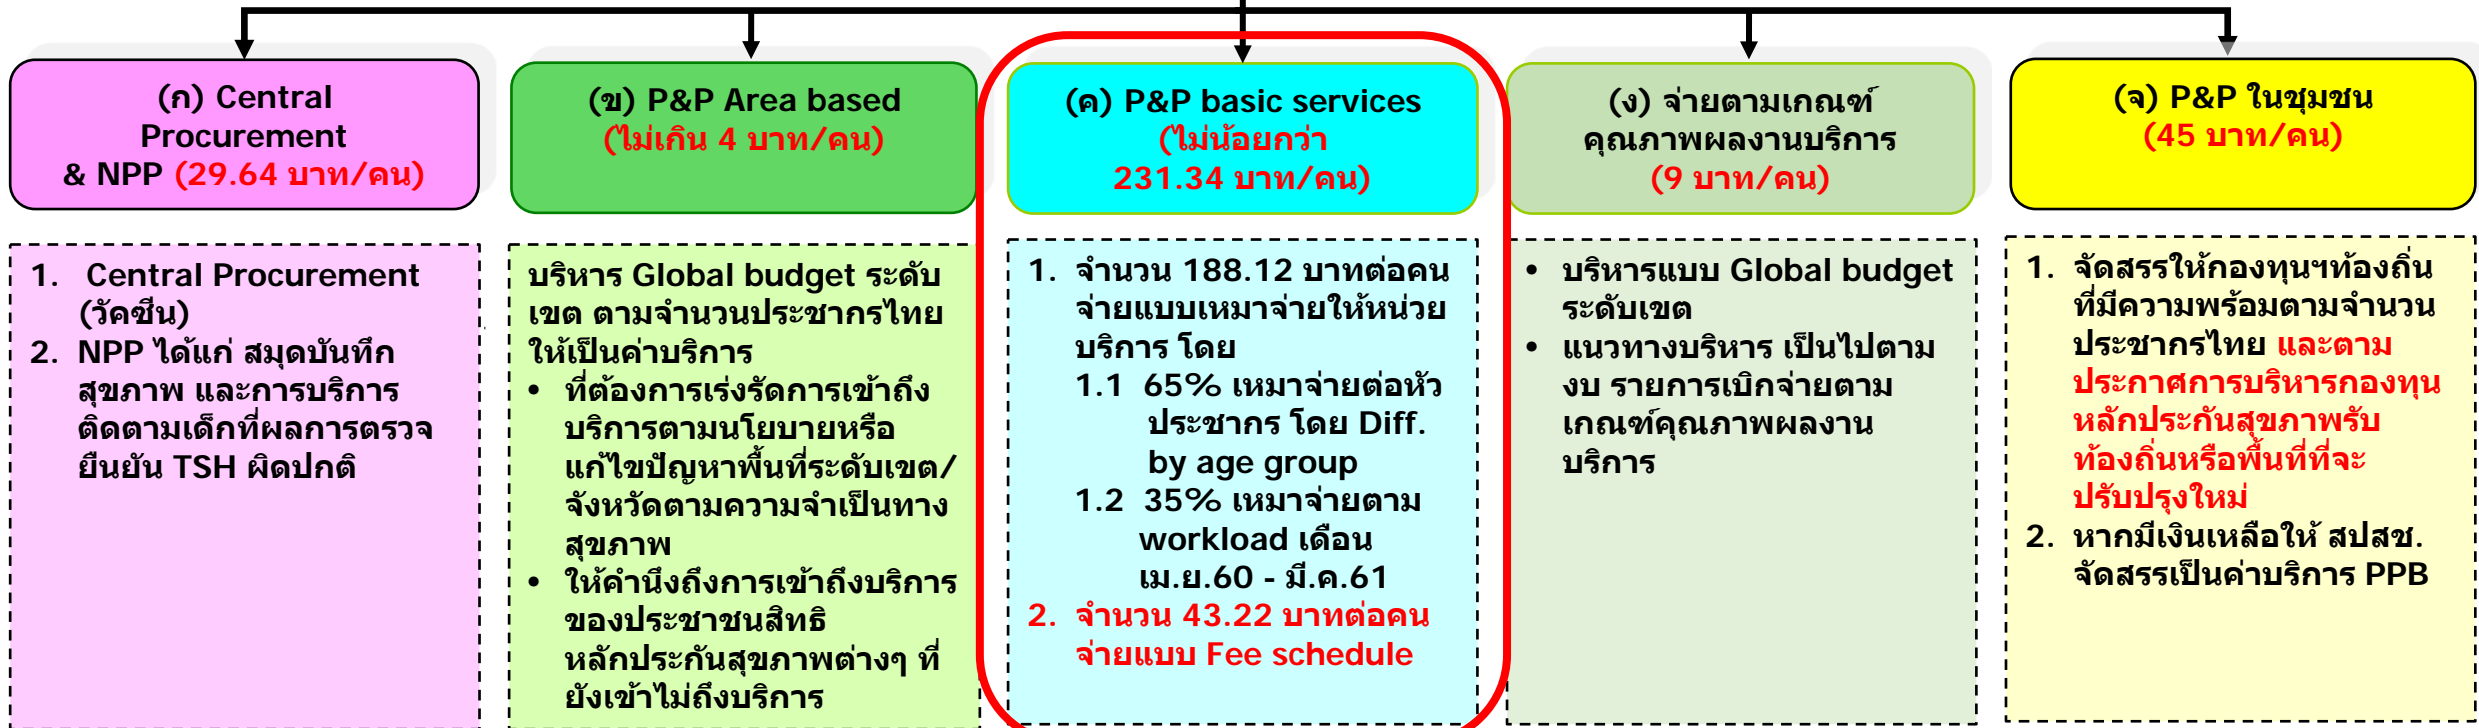 (ก) Central
Procurement
& NPP (29.64 บาท/คน)
1. Central Procurement
(วัคซีน)
2. NPP ได้แก่ สมุดบันทึก
สุขภาพ และการบริการ
ติดตามเด็กที่ผลการตรวจ
ยืนยัน TSH ผิดปกติ
(ข) P&P Area based
(ไม่เกิน 4 บาท/คน)
บริหาร Global budget ระดับ
เขต ตามจำนวนประชากรไทย
ให้เป็นค่าบริการ
• ที่ต้องการเร่งรัดการเข้าถึง
บริการตามนโยบายหรือ
แก้ไขปัญหาพื้นที่ระดับเขต/
จังหวัดตามความจำเป็นทาง
สุขภาพ
• ให้คำนึงถึงการเข้าถึงบริการ
ของประชาชนสิทธิ
หลักประกันสุขภาพต่างๆ ที่
ยังเข้าไม่ถึงบริการ
(ค) P&P basic services
(ไม่น้อยกว่า
231.34 บาท/คน)
1. จำนวน 188.12 บาทต่อคน
จ่ายแบบเหมาจ่ายให้หน่วย
บริการ โดย
1.1 65% เหมาจ่ายต่อหัว
ประชากร โดย Diff.
by age group
1.2 35% เหมาจ่ายตาม
workload เดือน
เม.ย.60 - มี.ค.61
2. จำนวน 43.22 บาทต่อคน
จ่ายแบบ Fee schedule
(ง) จ่ายตามเกณฑ์
คุณภาพผลงานบริการ
(9 บาท/คน)
• บริหารแบบ Global budget
ระดับเขต
• แนวทางบริหาร เป็นไปตาม
งบ รายการเบิกจ่ายตาม
เกณฑ์คุณภาพผลงาน
บริการ
(จ) P&P ในชุมชน
(45 บาท/คน)
1. จัดสรรให้กองทุนฯท้องถิ่น
ที่มีความพร้อมตามจำนวน
ประชากรไทย และตาม
ประกาศการบริหารกองทุน
หลักประกันสุขภาพรับ
ท้องถิ่นหรือพื้นที่ที่จะ
ปรับปรุงใหม่
2. หากมีเงินเหลือให้ สปสช.
จัดสรรเป็นค่าบริการ PPB